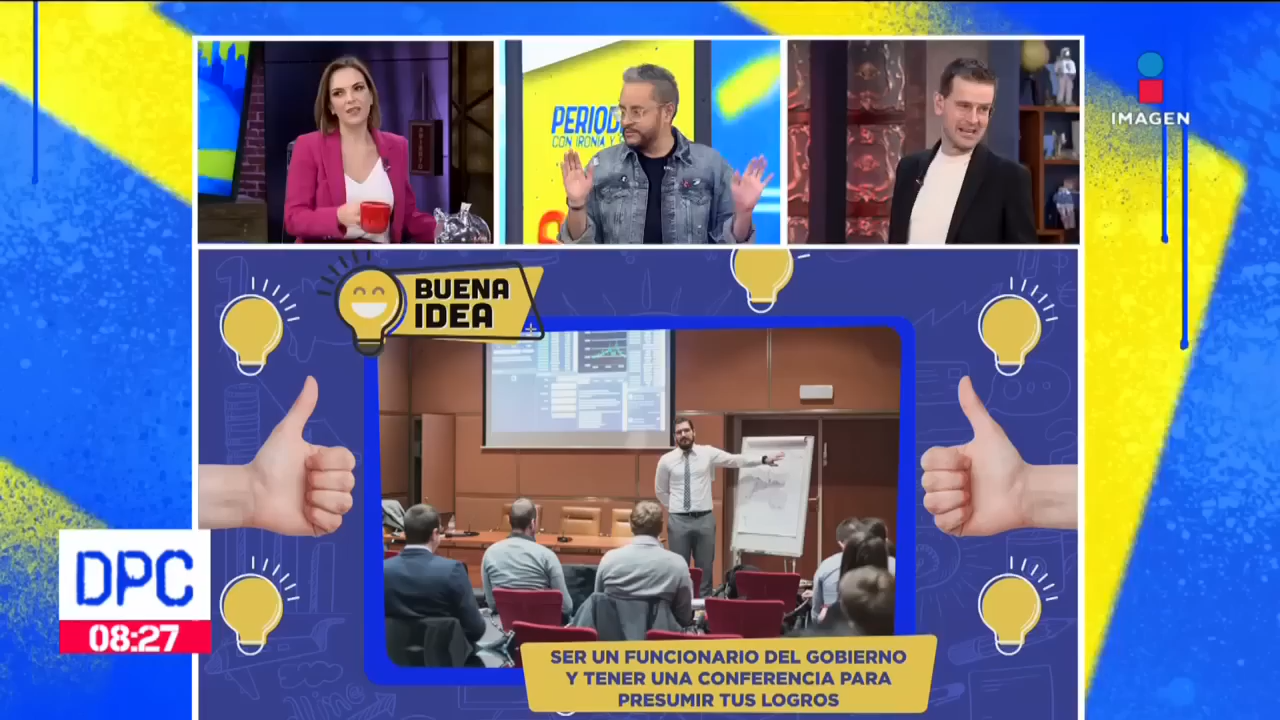 IMAGEN
PERIOD
CON IRONIA Y
BUENA
IDEA
DPC
08:27
SER UN FUNCIONARIO DEL GOBIERNO
Y TENER UNA CONFERENCIA PARA
PRESUMIR TUS LOGROS